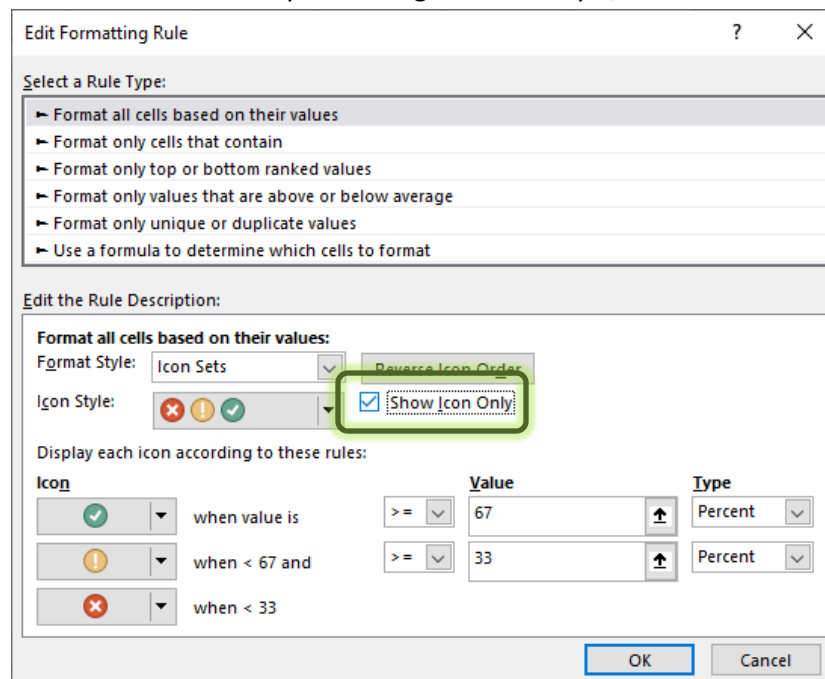 Edit Formatting Rule ? ×
Select a Rule Type:
► Format all cells based on their values
► Format only cells that contain
► Format only top or bottom ranked values
► Format only values that are above or below average
► Format only unique or duplicate values
► Use a formula to determine which cells to format
Edit the Rule Description:
Format all cells based on their values:
Format Style: Icon Sets Reverse Icon Order
Icon Style: Show Icon Only
Display each icon according to these rules:
Icon Value Type
when value is >= 67 Percent
when < 67 and >= 33 Percent
when < 33
OK Cancel